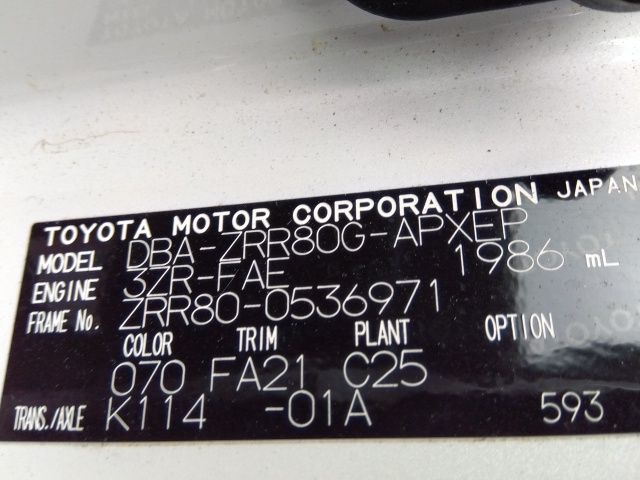 TOYOTA MOTOR CORPORATION JAPAN
MODEL DBA-ZRR80G-APXEP
ENGINE 3ZR-FAE 1986 mL
FRAME No. ZRR80-0536971
COLOR TRIM PLANT OPTION
070 FA21 C25
TRANS./AXLE K114 -01A 593